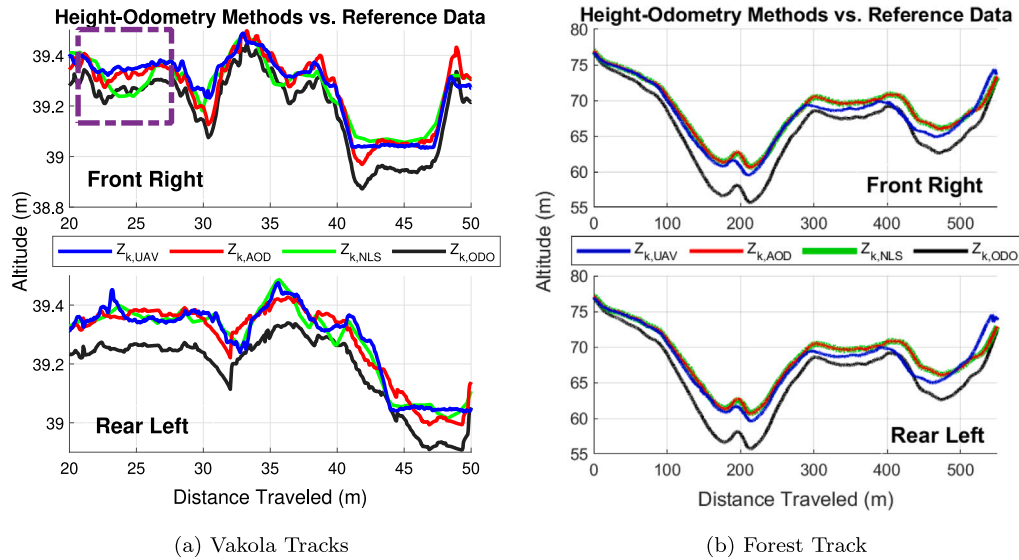 Height-Odometry Methods vs. Reference Data
39.4
39.2
39
38.8
20 25 30 35 40 45 50
Front Right
Altitude (m)
Z_k,UAV Z_k,AOD Z_k,NLS Z_k,ODO
39.4
39.2
39
20 25 30 35 40 45 50
Rear Left
Distance Traveled (m)
(a) Vakola Tracks
Height-Odometry Methods vs. Reference Data
80
75
70
65
60
55
0 100 200 300 400 500
Front Right
Altitude (m)
Z_k,UAV Z_k,AOD Z_k,NLS Z_k,ODO
80
75
70
65
60
55
0 100 200 300 400 500
Rear Left
Distance Traveled (m)
(b) Forest Track